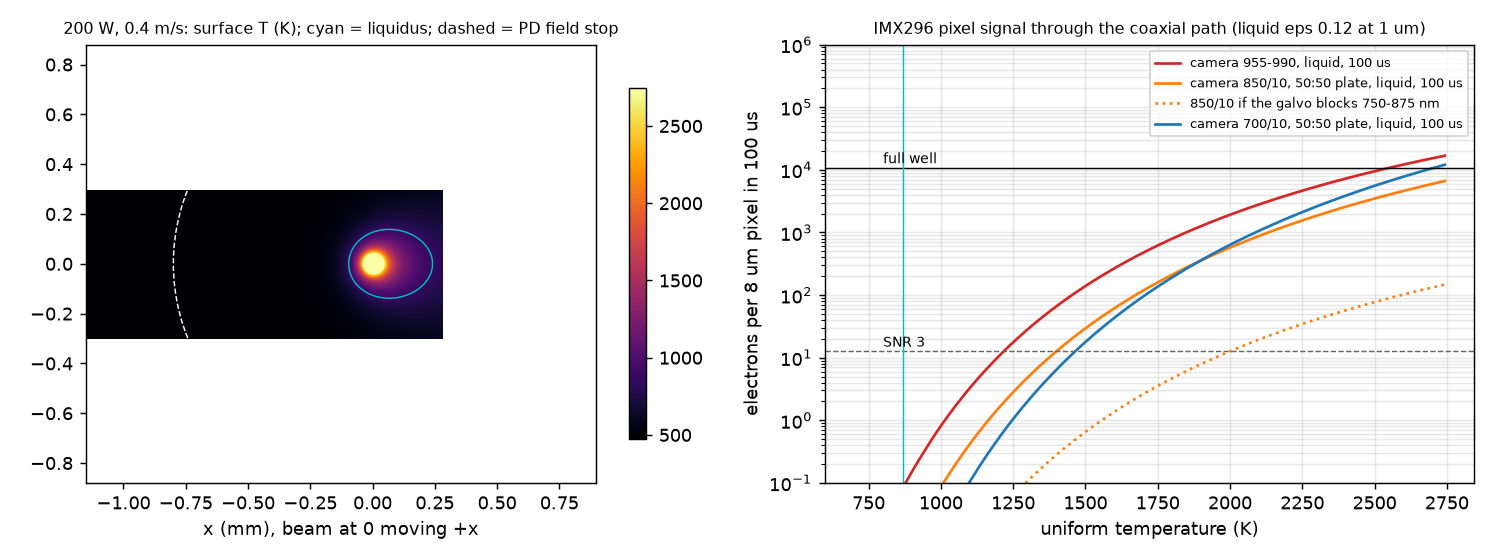 200 W, 0.4 m/s: surface T (K); cyan = liquidus; dashed = PD field stop
0.8
0.6
0.4
0.2
0.0
−0.2
−0.4
−0.6
−0.8
−1.00 −0.75 −0.50 −0.25 0.00 0.25 0.50 0.75
x (mm), beam at 0 moving +x
2500
2000
1500
1000
500
IMX296 pixel signal through the coaxial path (liquid eps 0.12 at 1 um)
electrons per 8 um pixel in 100 us
10^6
10^5
10^4
10^3
10^2
10^1
10^0
10^−1
camera 955-990, liquid, 100 us
camera 850/10, 50:50 plate, liquid, 100 us
850/10 if the galvo blocks 750-875 nm
camera 700/10, 50:50 plate, liquid, 100 us
full well
SNR 3
750 1000 1250 1500 1750 2000 2250 2500 2750
uniform temperature (K)